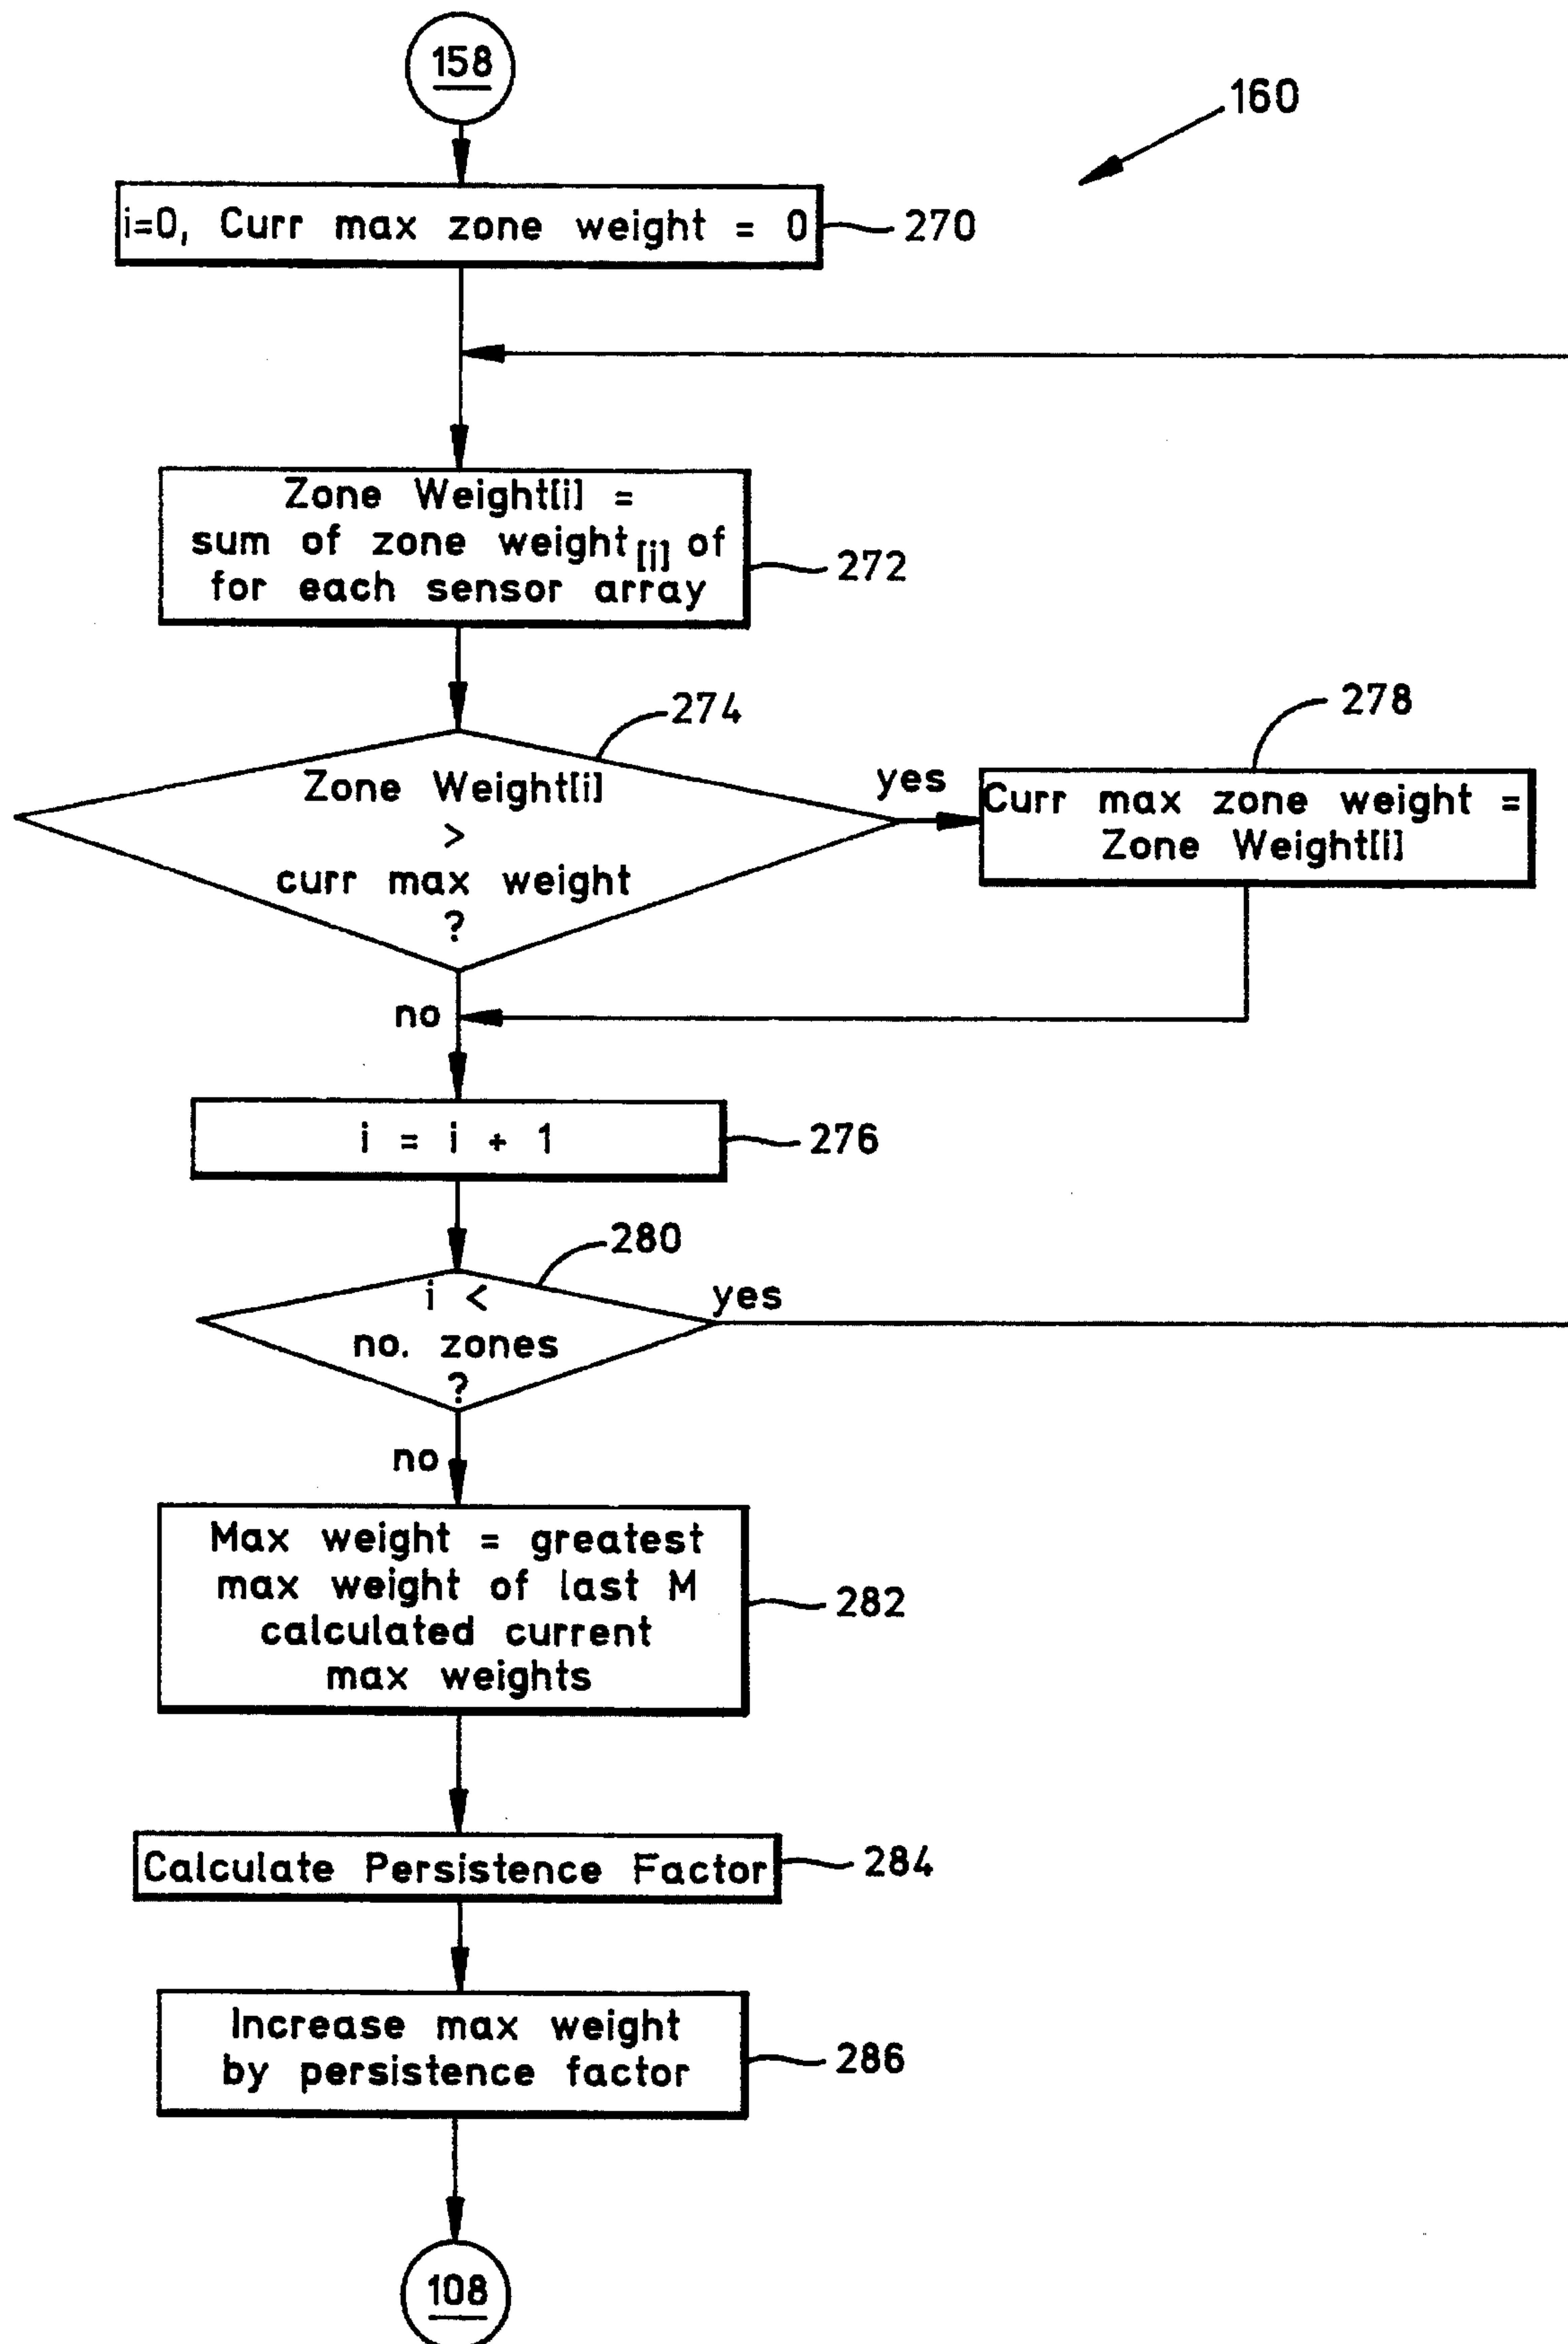 158
160
i=0, Curr max zone weight = 0
270
Zone Weight[i] =
sum of zone weight[i] of
for each sensor array
272
274
Zone Weight[i]
>
curr max weight
?
yes
278
Curr max zone weight =
Zone Weight[i]
no
i = i + 1
276
280
i <
no. zones
?
yes
no
Max weight = greatest
max weight of last M
calculated current
max weights
282
Calculate Persistence Factor
284
Increase max weight
by persistence factor
286
108